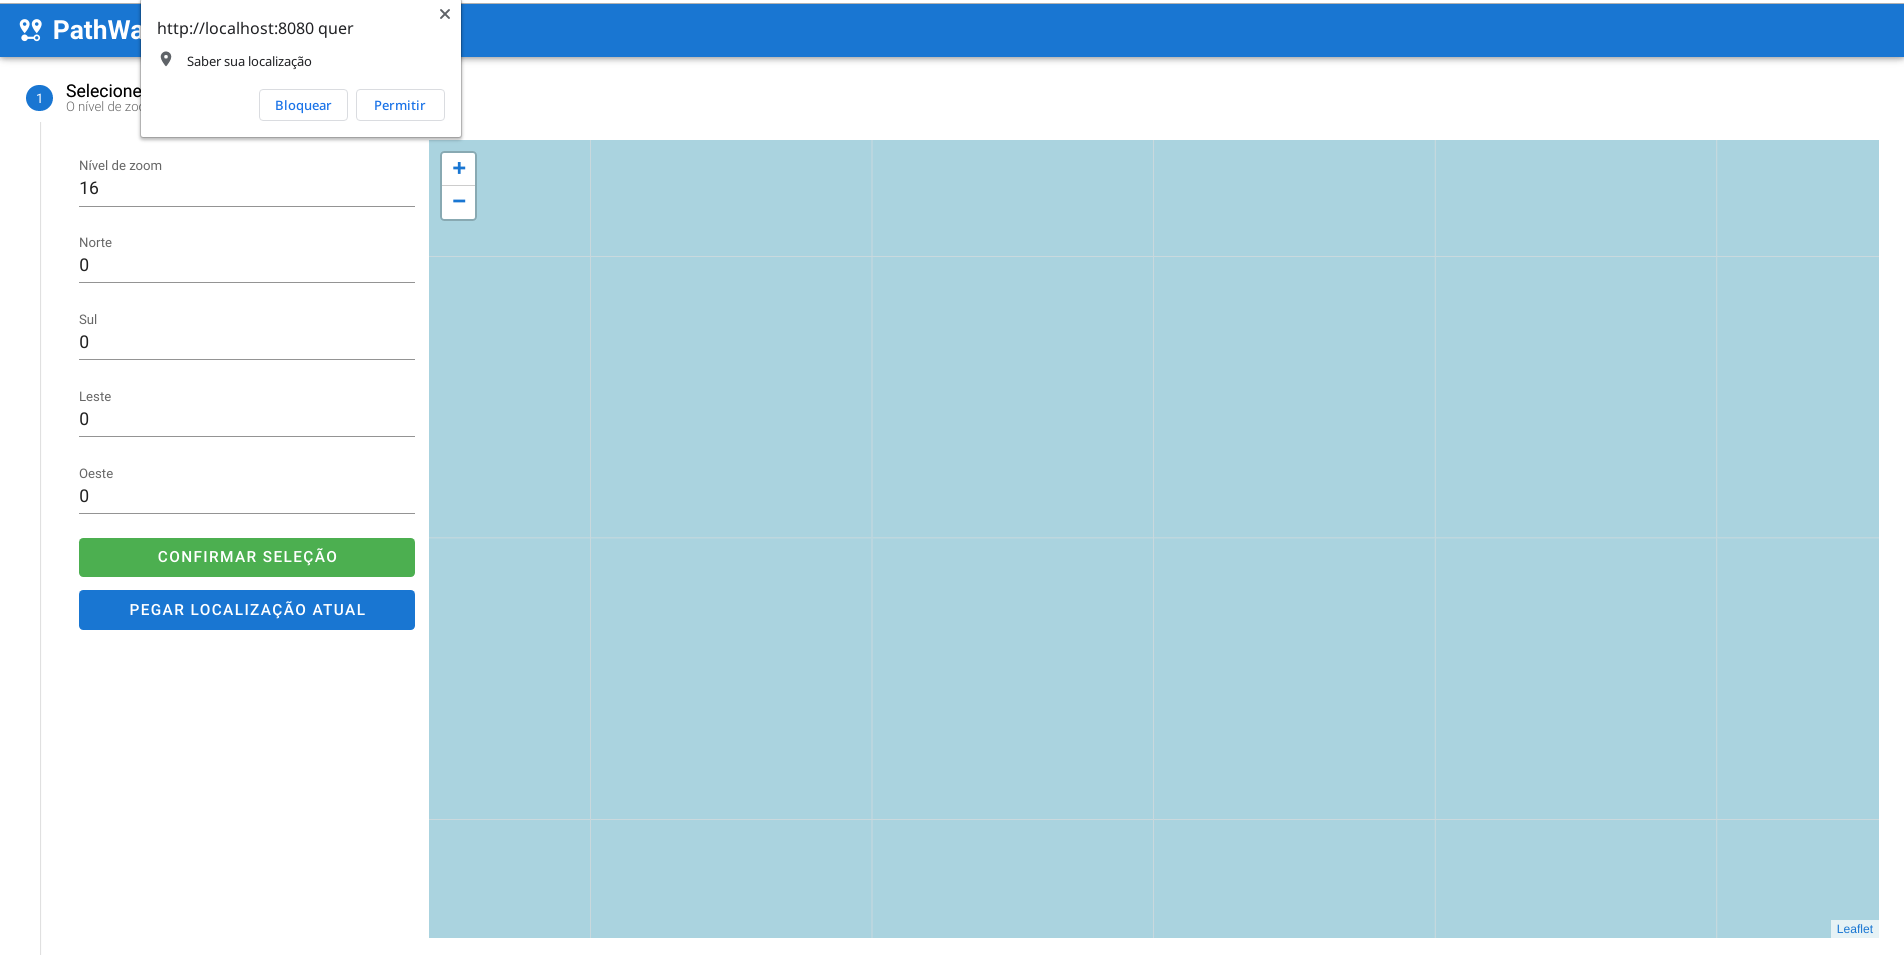 PathWa
http://localhost:8080 quer
Saber sua localização
Bloquear
Permitir
1
Selecione
O nível de zoo
Nível de zoom
16
Norte
0
Sul
0
Leste
0
Oeste
0
CONFIRMAR SELEÇÃO
PEGAR LOCALIZAÇÃO ATUAL
+
−
Leaflet